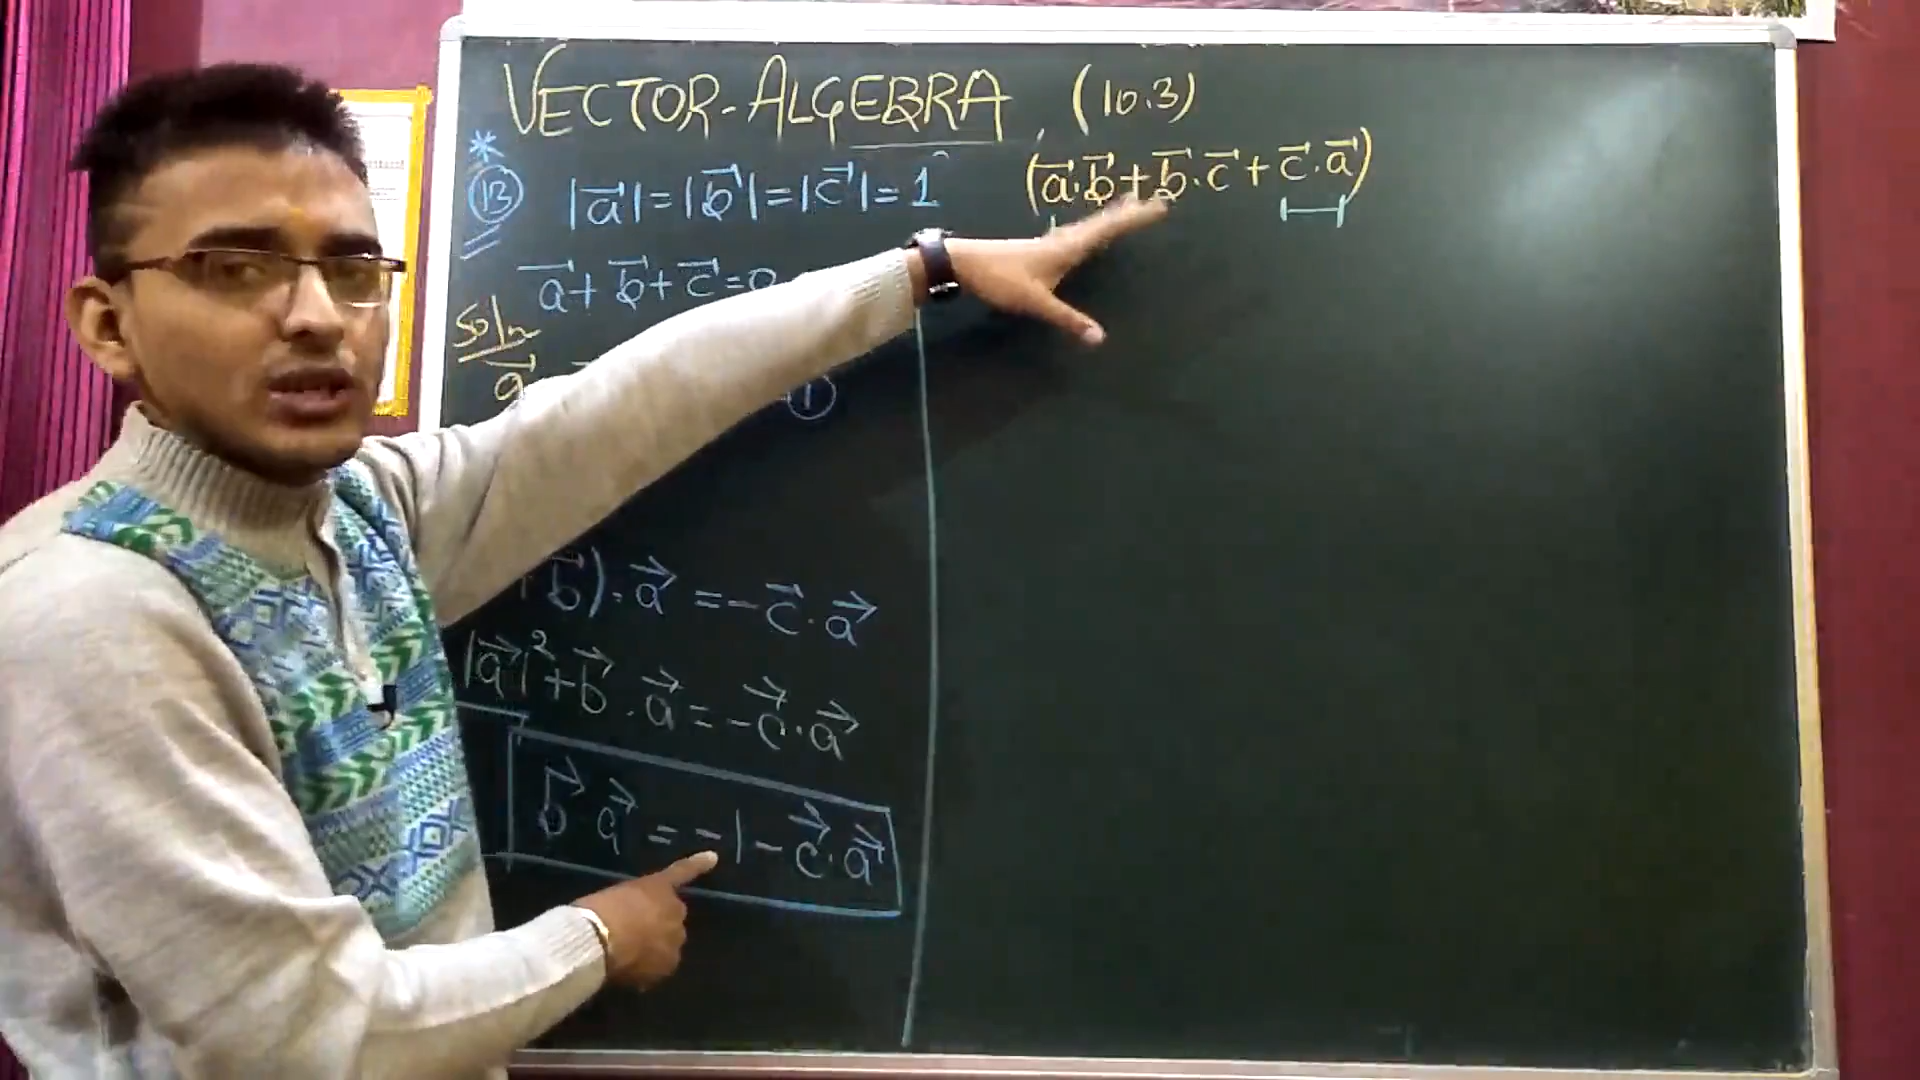 VECTOR-ALGEBRA (10.3)
13 |a⃗|=|b⃗|=|c⃗|=1 (a⃗.b⃗+b⃗.c⃗+c⃗.a⃗)
a⃗+b⃗+c⃗=0
Soln
a⃗ 1
b⃗).a⃗=-c⃗.a⃗
|a⃗|²+b⃗.a⃗=-c⃗.a⃗
b⃗.a⃗=-1-c⃗.a⃗